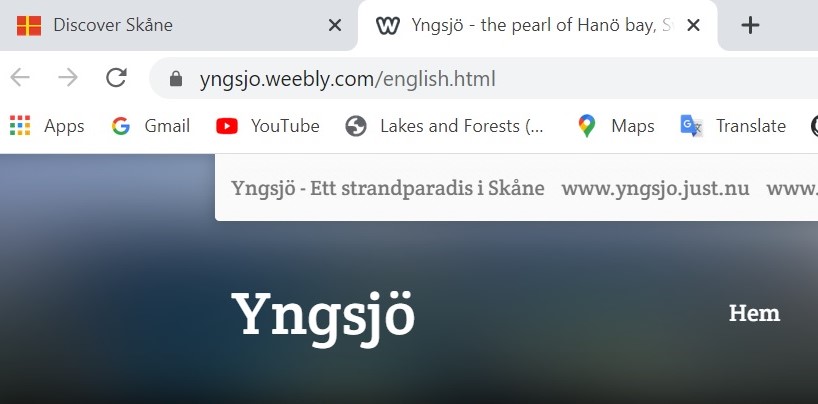 Discover Skåne
Yngsjö - the pearl of Hanö bay, S
yngsjo.weebly.com/english.html
Apps Gmail YouTube Lakes and Forests (... Maps Translate
Yngsjö - Ett strandparadis i Skåne www.yngsjo.just.nu www.
Yngsjö
Hem